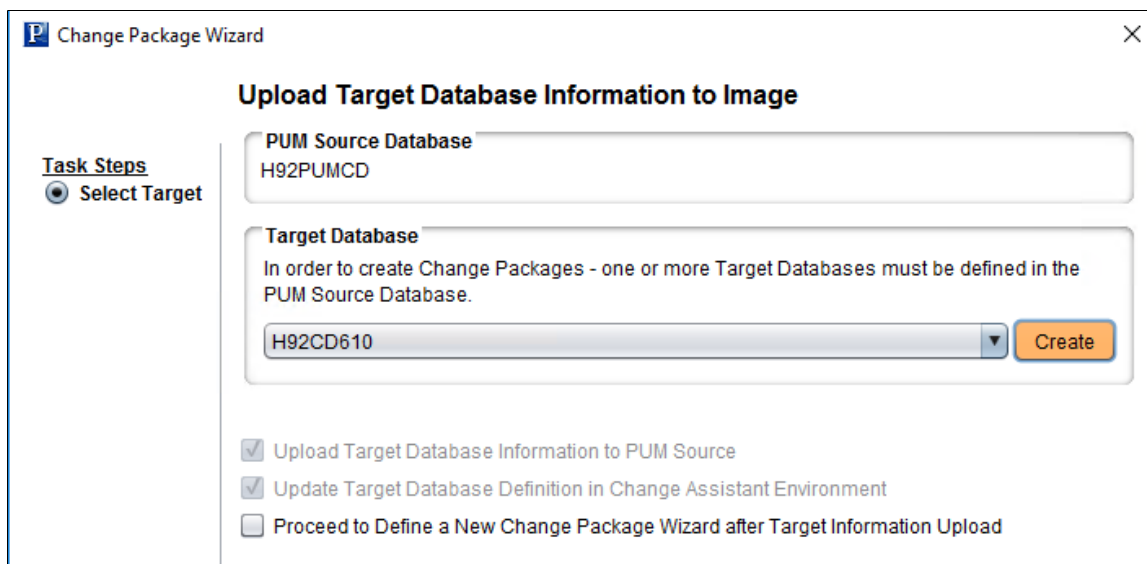 P Change Package Wizard
Upload Target Database Information to Image
Task Steps
Select Target
PUM Source Database
H92PUMCD
Target Database
In order to create Change Packages - one or more Target Databases must be defined in the
PUM Source Database.
H92CD610
Create
Upload Target Database Information to PUM Source
Update Target Database Definition in Change Assistant Environment
Proceed to Define a New Change Package Wizard after Target Information Upload